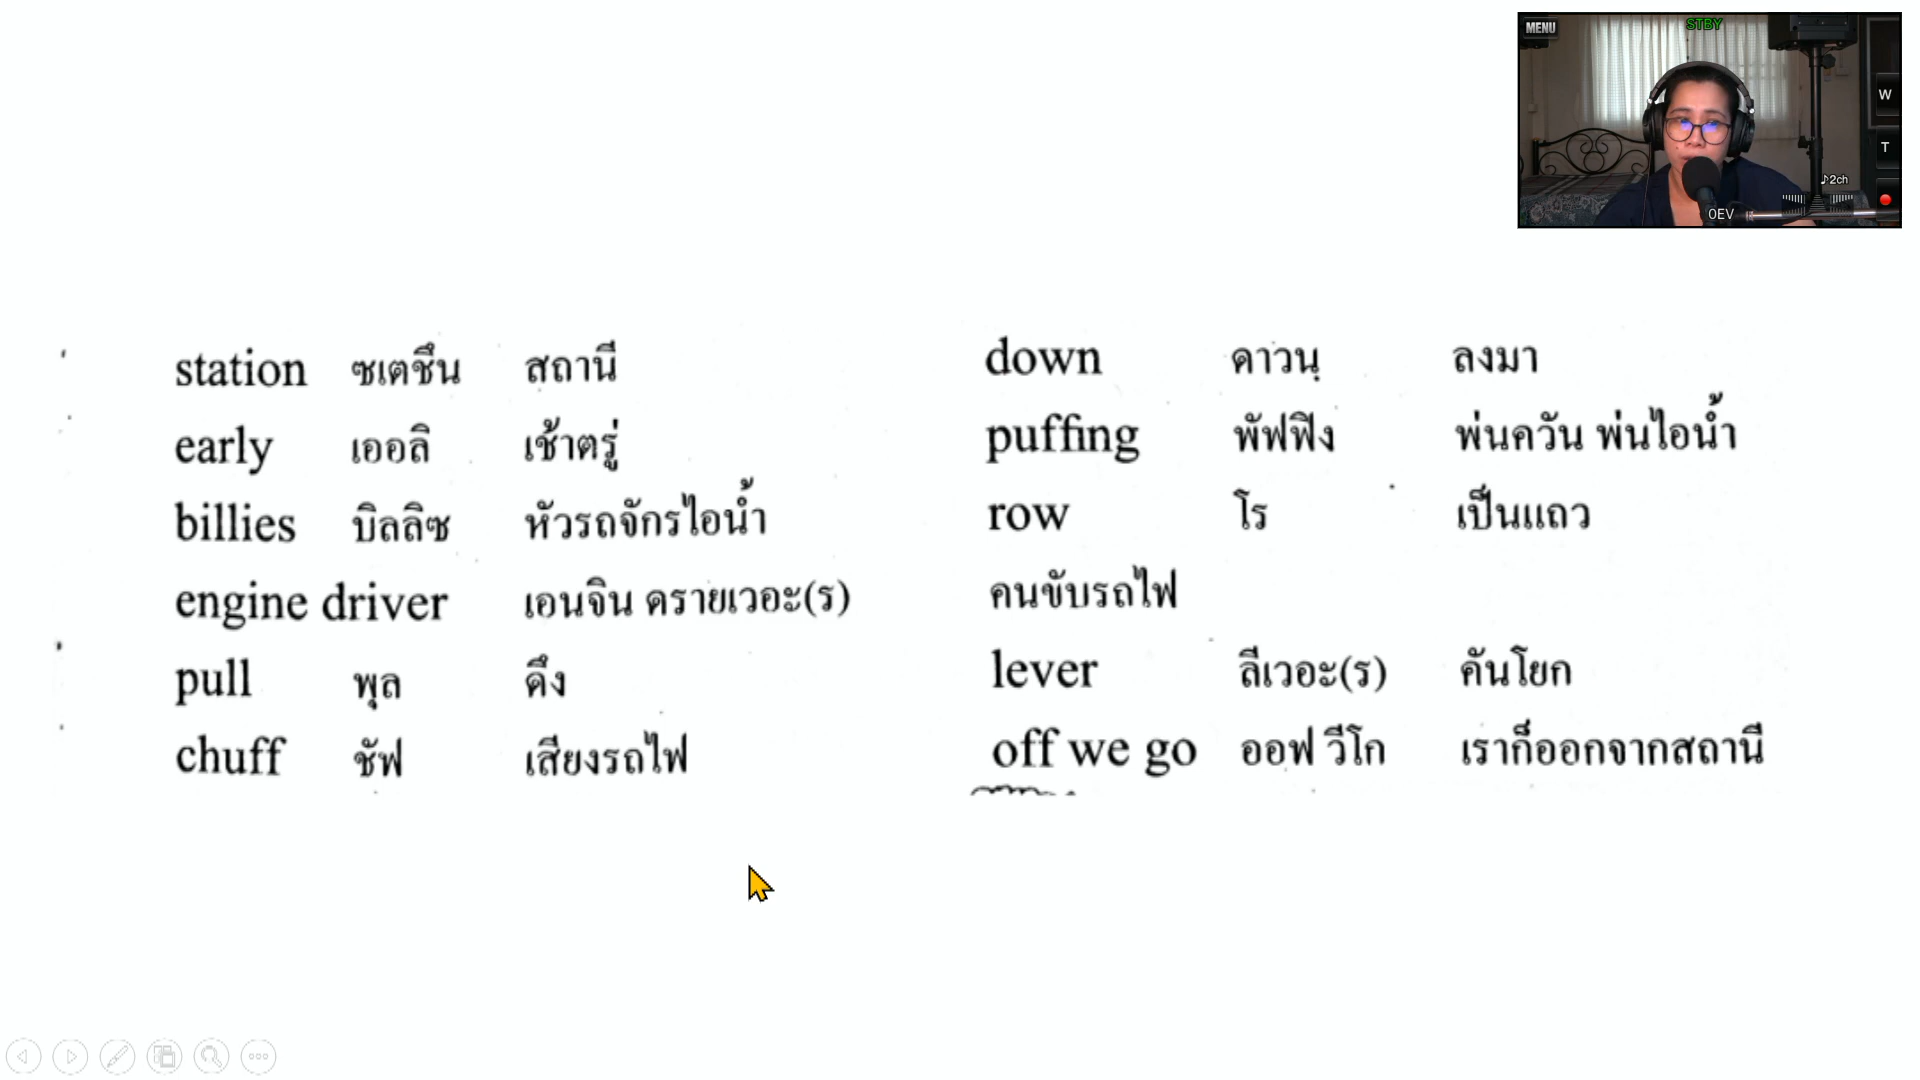 MENU
STBY
W
T
♪2ch
OEV
station ซเตชึน สถานี down ดาวนฺ ลงมา
early เออลิ เช้าตรู่ puffing พัฟฟิง พ่นควัน พ่นไอน้ำ
billies บิลลิซ หัวรถจักรไอน้ำ row โร เป็นแถว
engine driver เอนจิน ดรายเวอะ(ร) คนขับรถไฟ
pull พุล ดึง lever ลีเวอะ(ร) คันโยก
chuff ชัฟ เสียงรถไฟ off we go ออฟ วีโก เราก็ออกจากสถานี